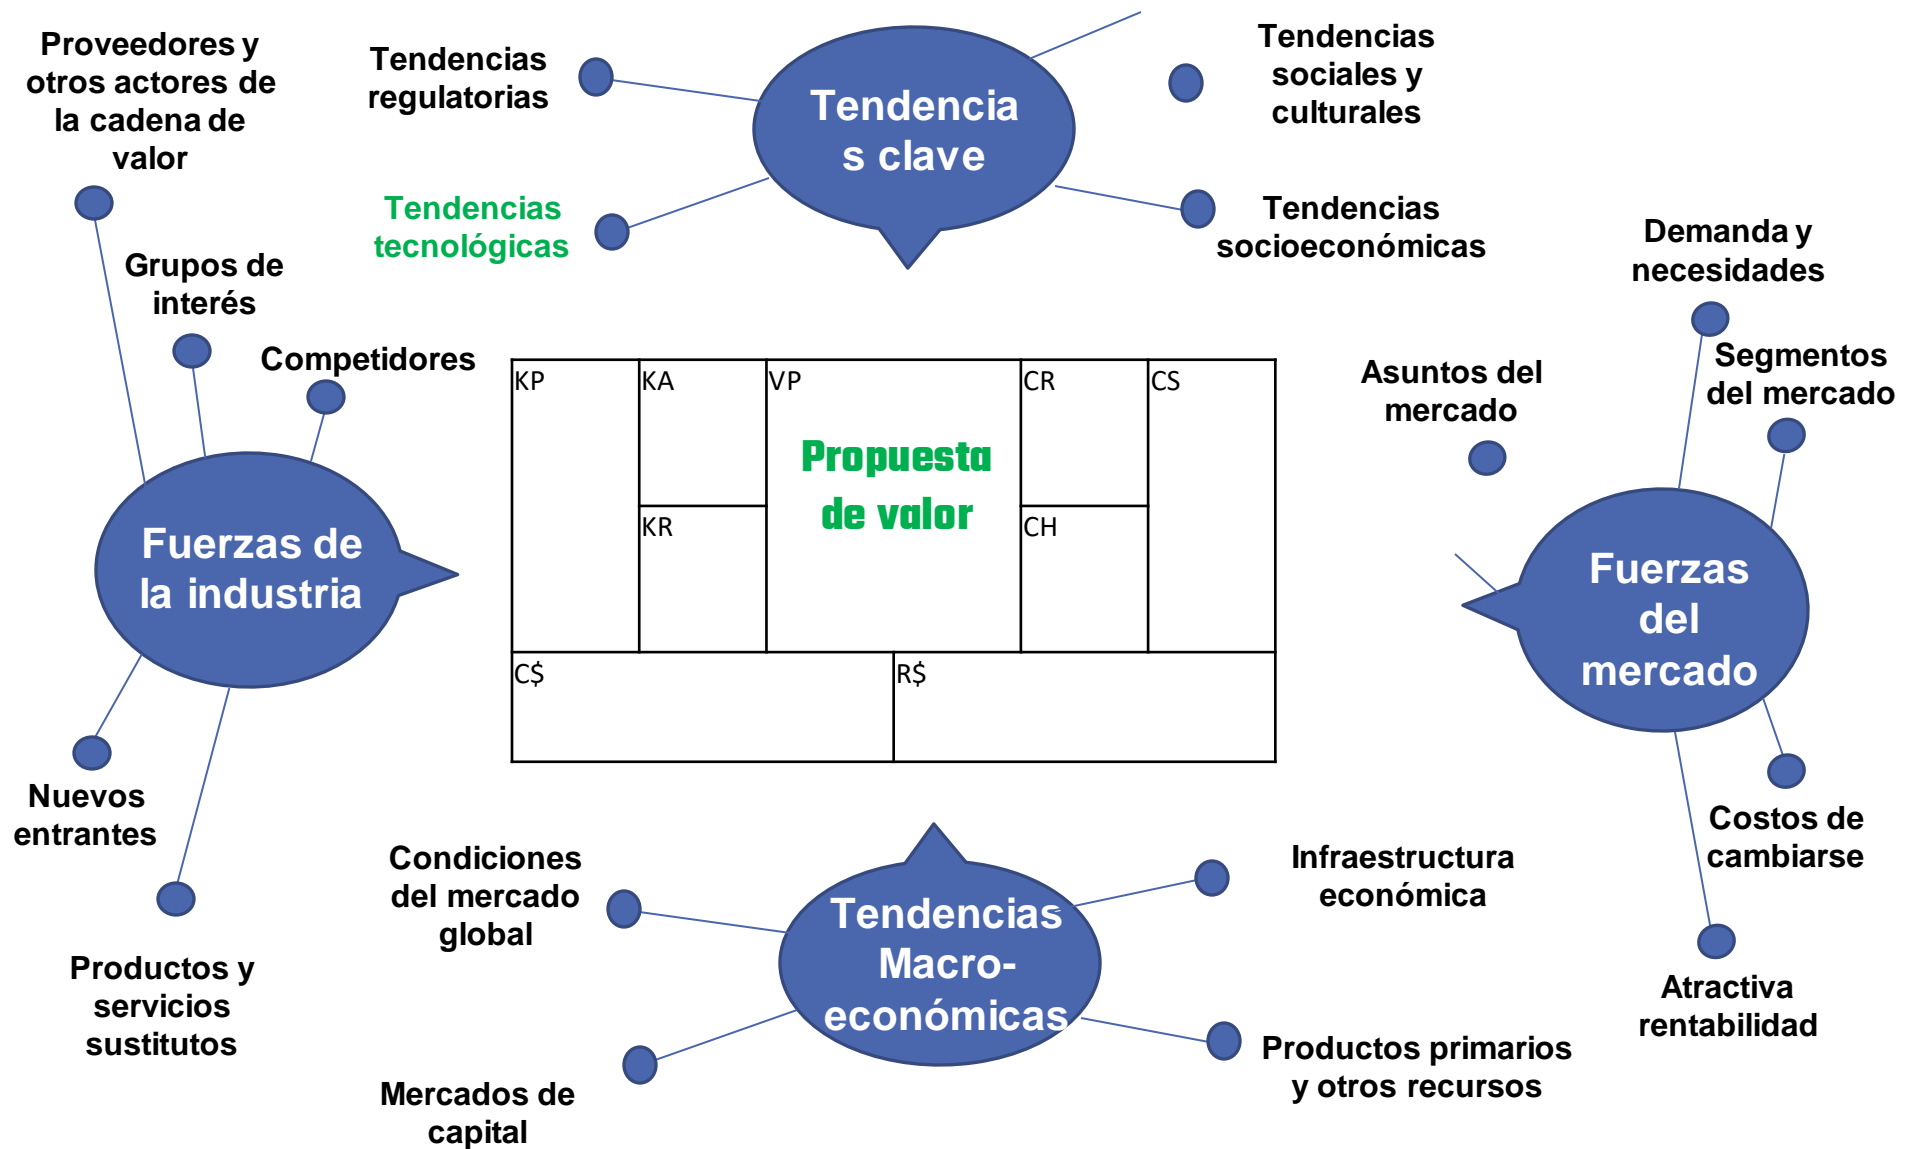 Proveedores y
otros actores de
la cadena de
valor
Tendencias
regulatorias
Tendencia
s clave
Tendencias
sociales y
culturales
Tendencias
tecnológicas
Tendencias
socioeconómicas
Grupos de
interés
Competidores
Fuerzas de
la industria
Nuevos
entrantes
Productos y
servicios
sustitutos
KP
KA
VP
CR
CS
Propuesta
de valor
KR
CH
C$
R$
Demanda y
necesidades
Asuntos del
mercado
Segmentos
del mercado
Fuerzas
del
mercado
Costos de
cambiarse
Atractiva
rentabilidad
Condiciones
del mercado
global
Tendencias
Macro-
económicas
Infraestructura
económica
Mercados de
capital
Productos primarios
y otros recursos